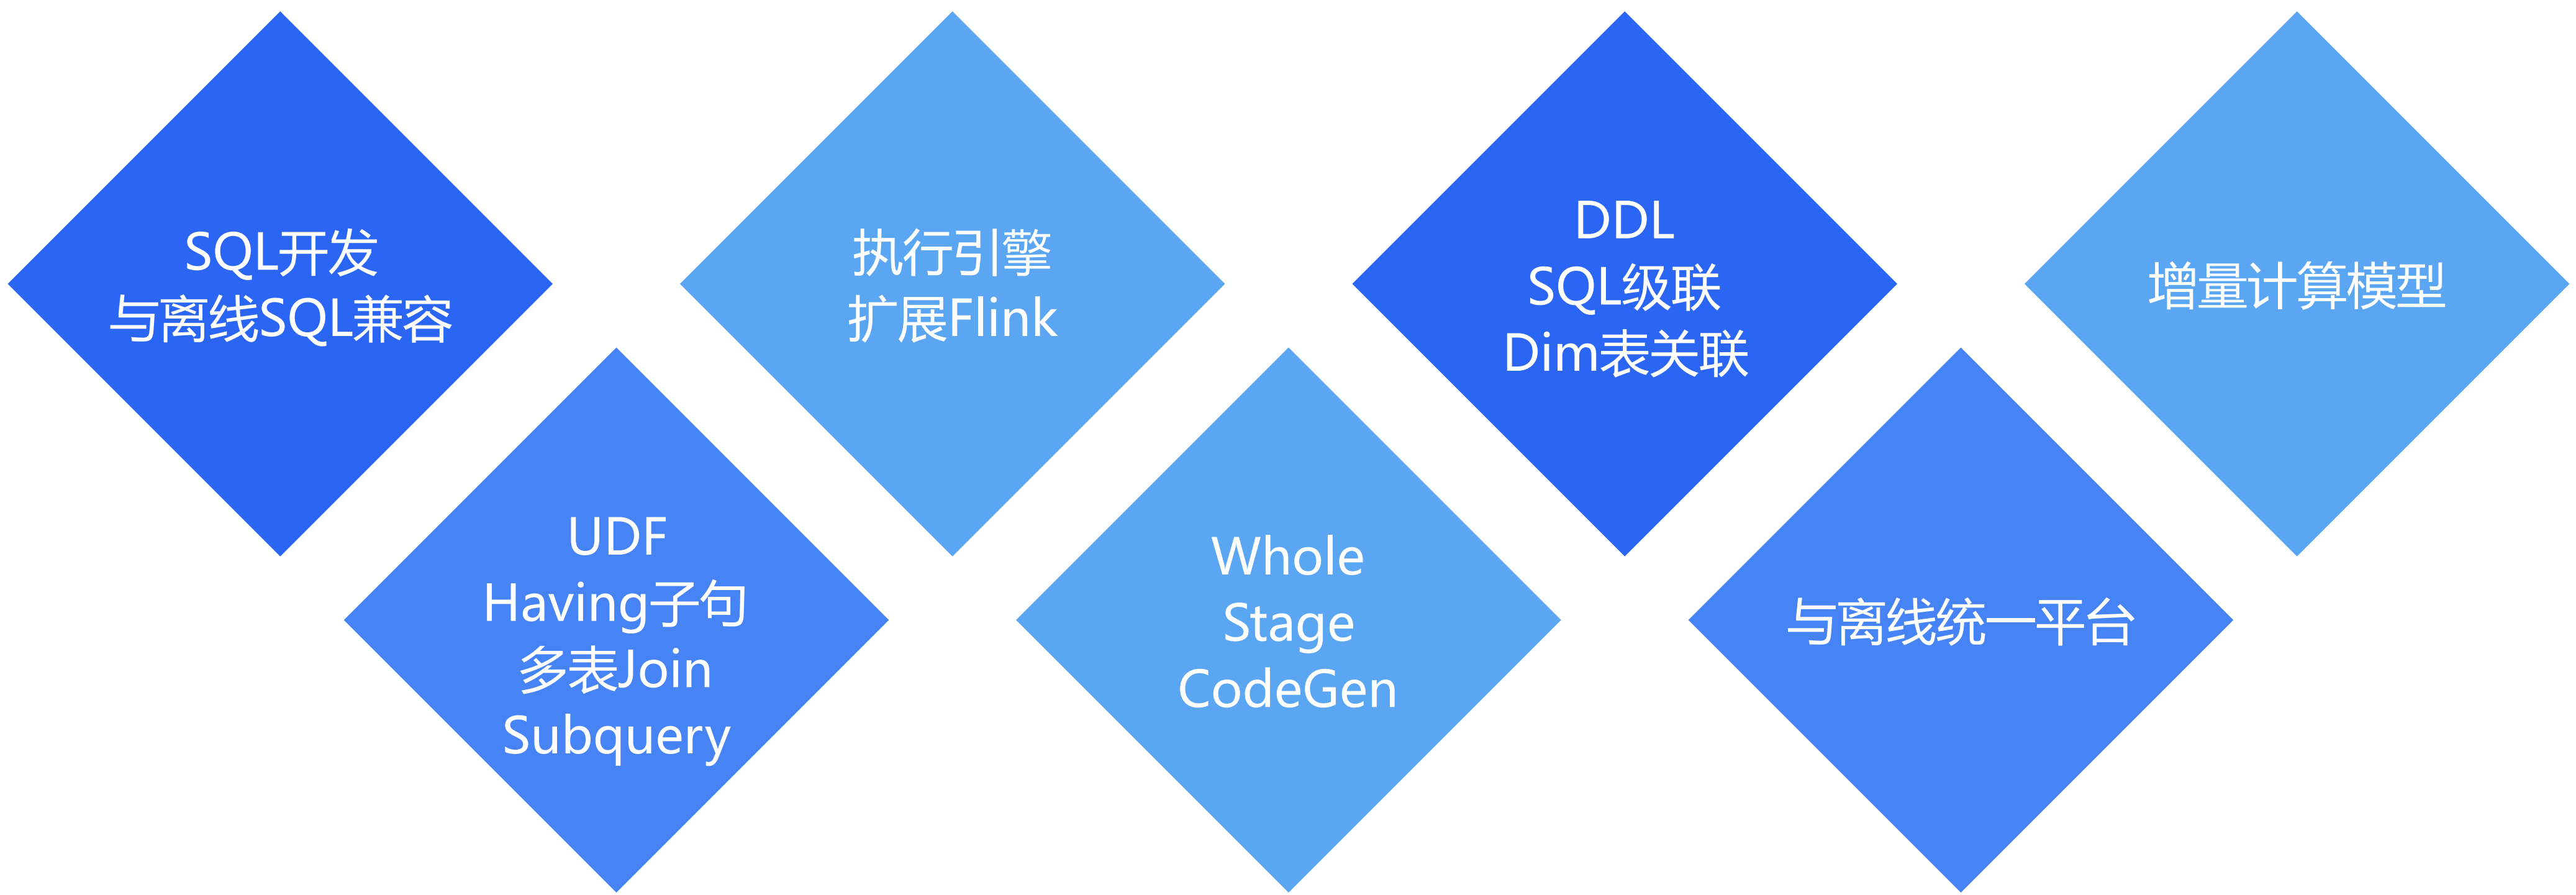 SQL开发
与离线SQL兼容
UDF
Having子句
多表Join
Subquery
执行引擎
扩展Flink
Whole
Stage
CodeGen
DDL
SQL级联
Dim表关联
与离线统一平台
增量计算模型